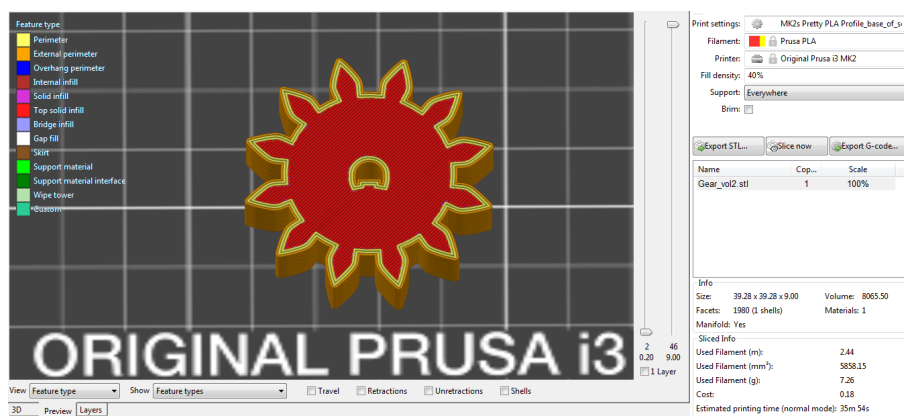 Feature type
Perimeter
External perimeter
Overhang perimeter
Internal infill
Solid infill
Top solid infill
Bridge infill
Gap fill
Skirt
Support material
Support material interface
Wipe tower
Custom
ORIGINAL PRUSA i3
2 46
0.20 9.00
1 Layer
View Feature type Show Feature types Travel Retractions Unretractions Shells
3D Preview Layers
Print settings: MK2s Pretty PLA Profile_base_of_s
Filament: Prusa PLA
Printer: Original Prusa i3 MK2
Fill density: 40%
Support: Everywhere
Brim:
Export STL... Slice now Export G-code...
Name Cop... Scale
Gear_vol2.stl 1 100%
Info
Size: 39.28 x 39.28 x 9.00 Volume: 8065.50
Facets: 1980 (1 shells) Materials: 1
Manifold: Yes
Sliced Info
Used Filament (m): 2.44
Used Filament (mm³): 5858.15
Used Filament (g): 7.26
Cost: 0.18
Estimated printing time (normal mode): 35m 54s